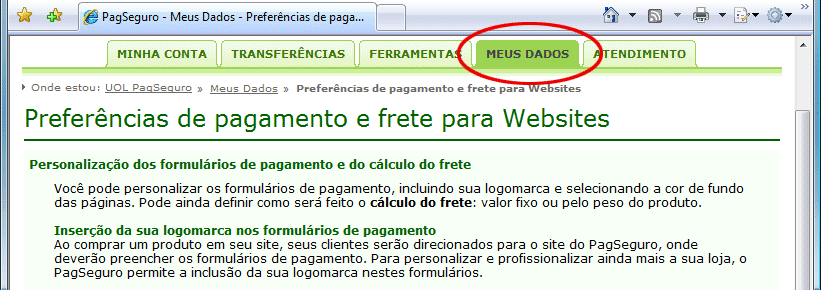 PagSeguro - Meus Dados - Preferências de paga...
MINHA CONTA
TRANSFERÊNCIAS
FERRAMENTAS
MEUS DADOS
ATENDIMENTO
Onde estou: UOL PagSeguro » Meus Dados » Preferências de pagamento e frete para Websites
Preferências de pagamento e frete para Websites
Personalização dos formulários de pagamento e do cálculo do frete
Você pode personalizar os formulários de pagamento, incluindo sua logomarca e selecionando a cor de fundo
das páginas. Pode ainda definir como será feito o cálculo do frete: valor fixo ou pelo peso do produto.
Inserção da sua logomarca nos formulários de pagamento
Ao comprar um produto em seu site, seus clientes serão direcionados para o site do PagSeguro, onde
deverão preencher os formulários de pagamento. Para personalizar e profissionalizar ainda mais a sua loja, o
PagSeguro permite a inclusão da sua logomarca nestes formulários.